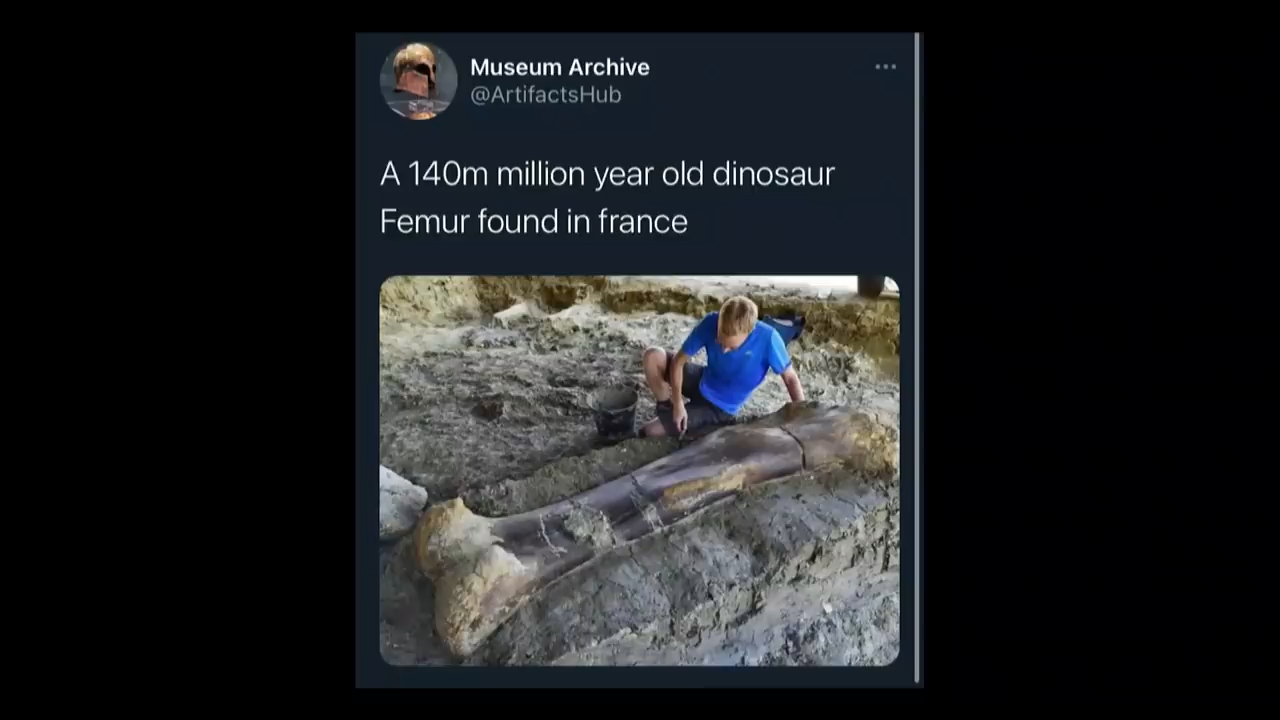 Museum Archive
@ArtifactsHub
A 140m million year old dinosaur
Femur found in france